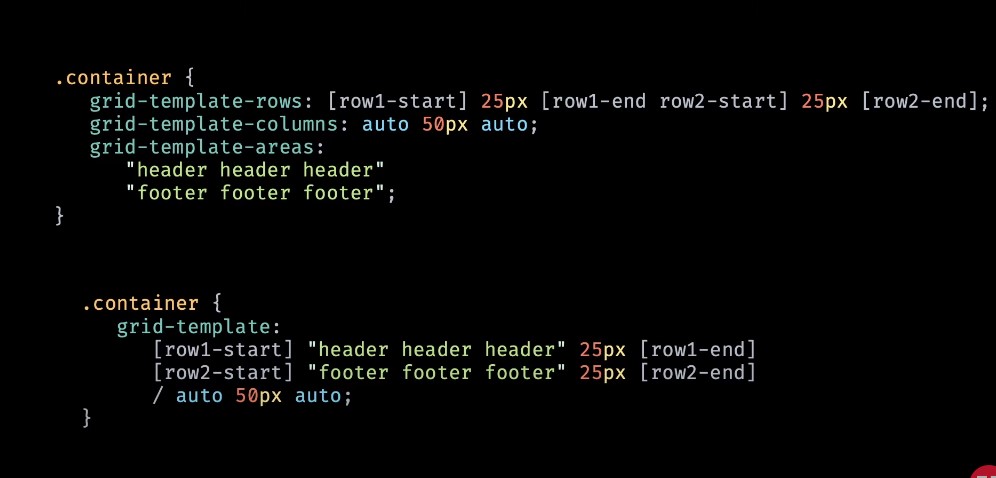 .container {
grid-template-rows: [row1-start] 25px [row1-end row2-start] 25px [row2-end];
grid-template-columns: auto 50px auto;
grid-template-areas:
"header header header"
"footer footer footer";
}
.container {
grid-template:
[row1-start] "header header header" 25px [row1-end]
[row2-start] "footer footer footer" 25px [row2-end]
/ auto 50px auto;
}